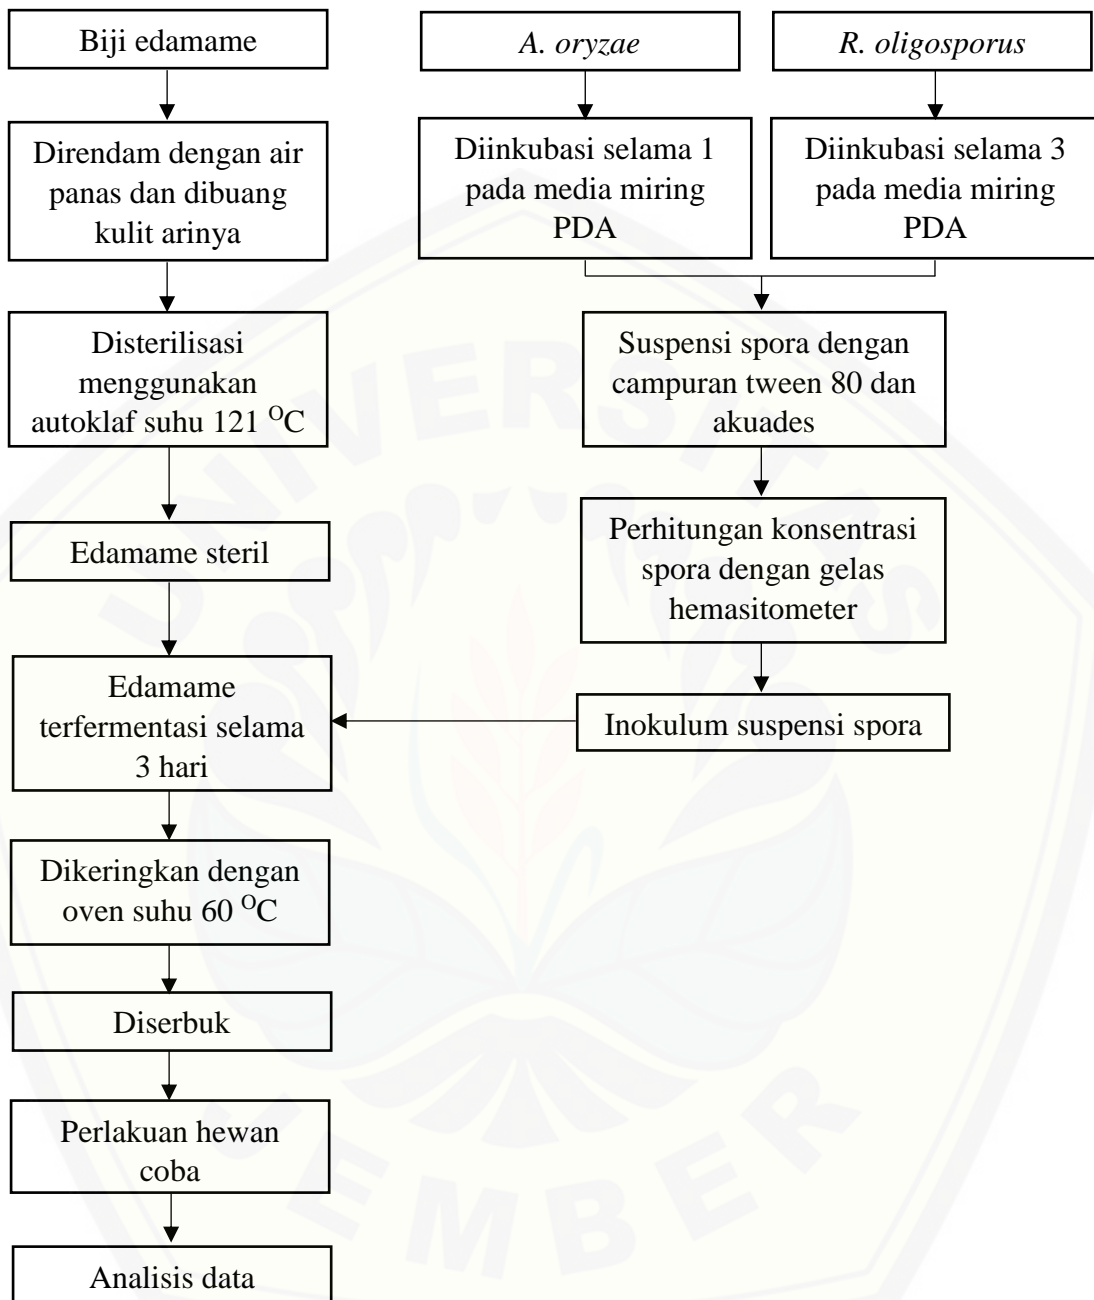 Biji edamame
A. oryzae
R. oligosporus
Direndam dengan air
panas dan dibuang
kulit arinya
Diinkubasi selama 1
pada media miring
PDA
Diinkubasi selama 3
pada media miring
PDA
Disterilisasi
menggunakan
autoklaf suhu 121 ᴼC
Suspensi spora dengan
campuran tween 80 dan
akuades
Edamame steril
Perhitungan konsentrasi
spora dengan gelas
hemasitometer
Edamame
terfermentasi selama
3 hari
Inokulum suspensi spora
Dikeringkan dengan
oven suhu 60 ᴼC
Diserbuk
Perlakuan hewan
coba
Analisis data
UNIVERSITAS
JEMBER